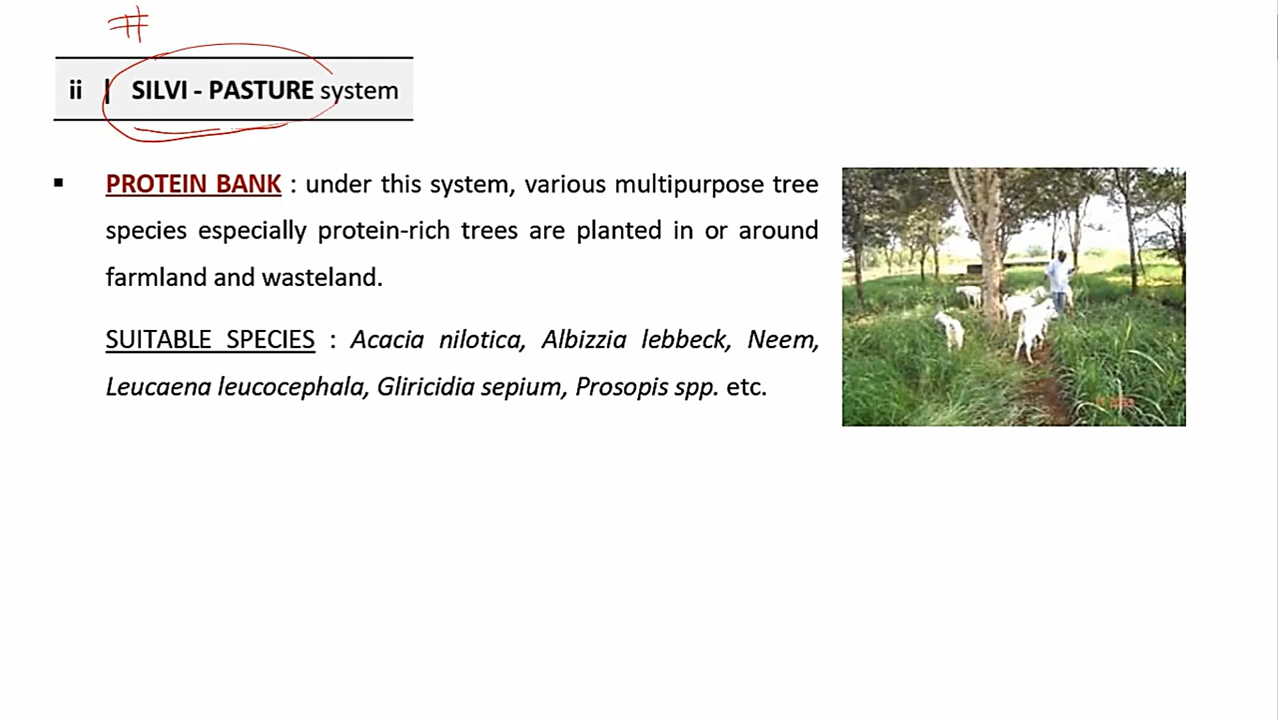 #
ii | SILVI - PASTURE system
▪ PROTEIN BANK : under this system, various multipurpose tree
species especially protein-rich trees are planted in or around
farmland and wasteland.
SUITABLE SPECIES : Acacia nilotica, Albizzia lebbeck, Neem,
Leucaena leucocephala, Gliricidia sepium, Prosopis spp. etc.